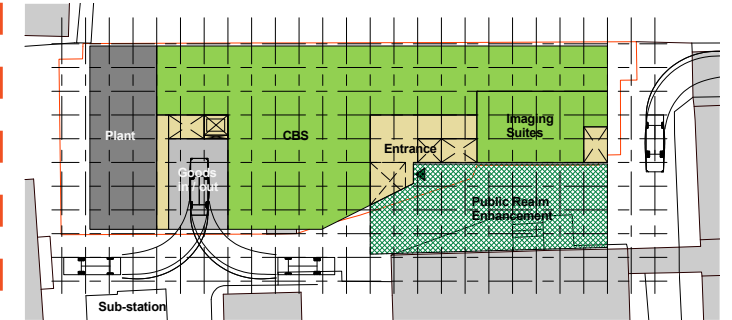 Imaging
Suites
Plant
CBS
Entrance
Goods
in / out
Public Realm
Enhancement
Sub-station